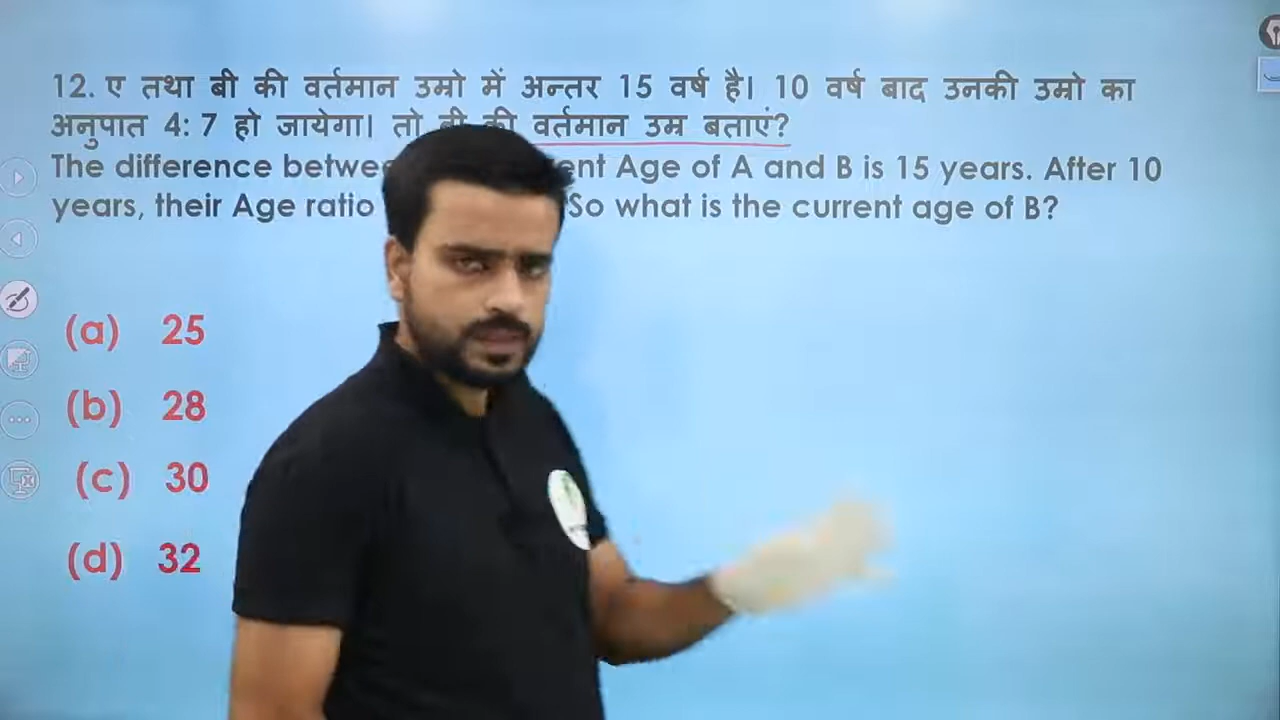 12. ए तथा बी की वर्तमान उम्रो में अन्तर 15 वर्ष है। 10 वर्ष बाद उनकी उम्रो का
अनुपात 4: 7 हो जायेगा। तो बी की वर्तमान उम्र बताएं?
The difference Age of A and B is 15 years. After 10
years, their Age ratio So what is the current age of B?
(a) 25
(b) 28
(c) 30
(d) 32